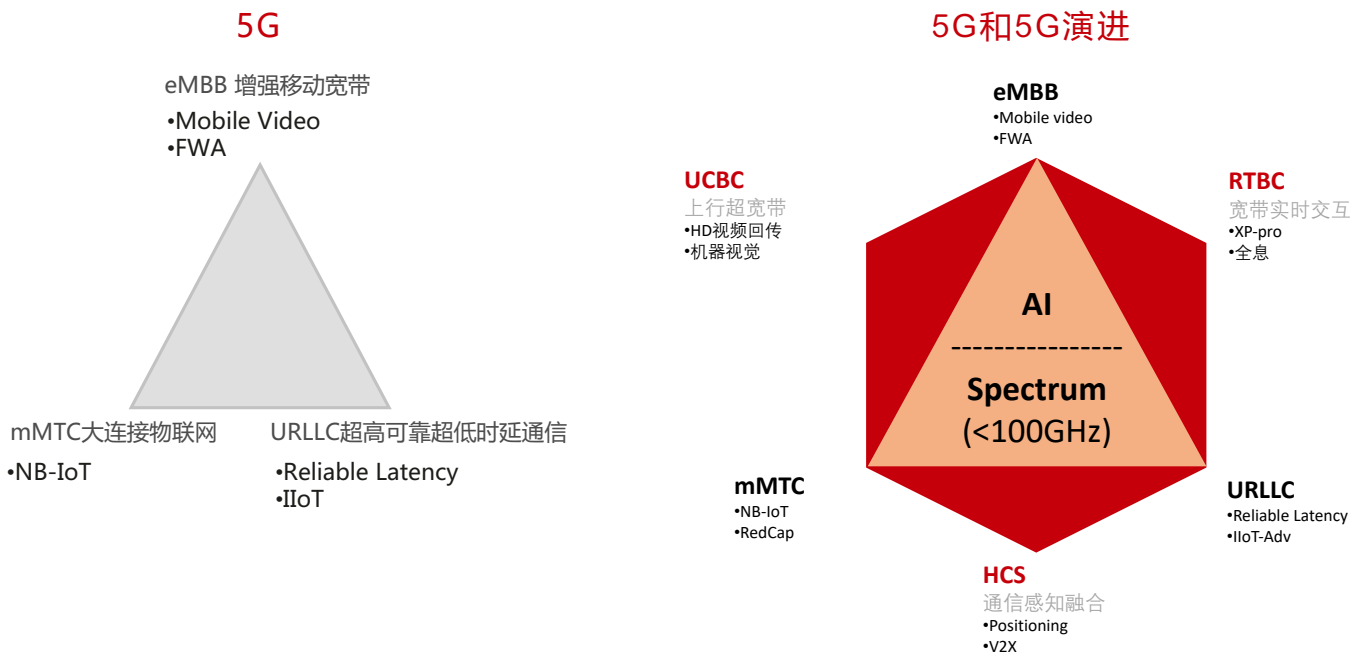 5G
eMBB 增强移动宽带
•Mobile Video
•FWA
mMTC大连接物联网
•NB-IoT
URLLC超高可靠超低时延通信
•Reliable Latency
•IIoT
5G和5G演进
eMBB
•Mobile video
•FWA
UCBC
上行超宽带
•HD视频回传
•机器视觉
RTBC
宽带实时交互
•XP-pro
•全息
AI
----------------
Spectrum
(<100GHz)
mMTC
•NB-IoT
•RedCap
URLLC
•Reliable Latency
•IIoT-Adv
HCS
通信感知融合
•Positioning
•V2X